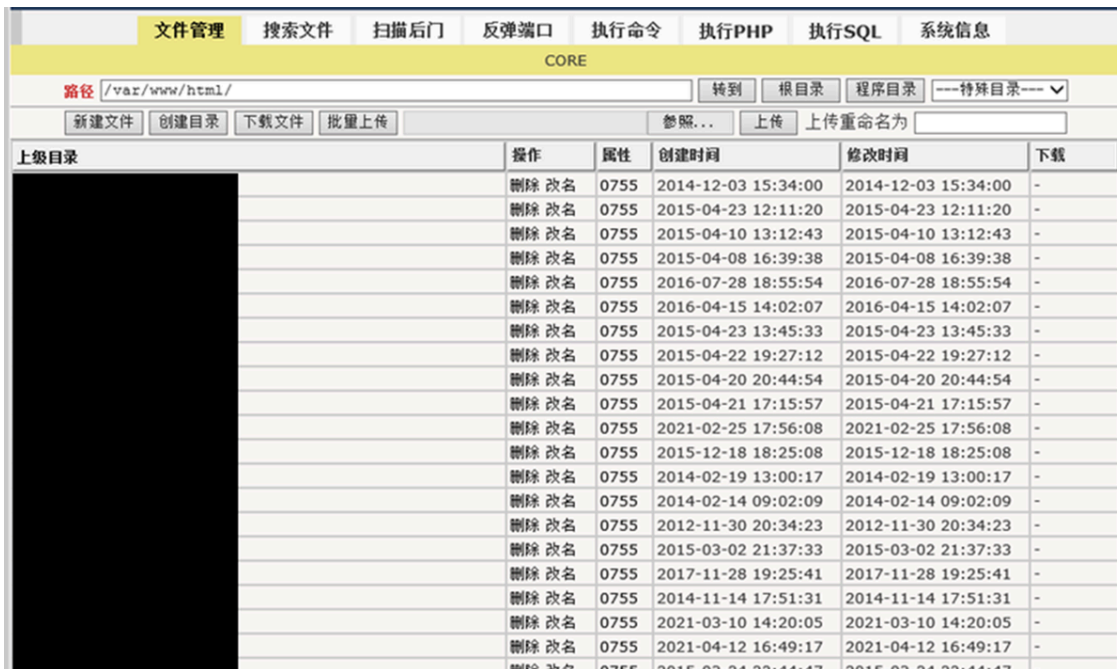 文件管理 搜索文件 扫描后门 反弹端口 执行命令 执行PHP 执行SQL 系统信息
CORE
路径 /var/www/html/ 转到 根目录 程序目录 ---特殊目录---
新建文件 创建目录 下载文件 批量上传 参照... 上传 上传重命名为
上级目录 操作 属性 创建时间 修改时间 下载
删除 改名 0755 2014-12-03 15:34:00 2014-12-03 15:34:00 -
删除 改名 0755 2015-04-23 12:11:20 2015-04-23 12:11:20 -
删除 改名 0755 2015-04-10 13:12:43 2015-04-10 13:12:43 -
删除 改名 0755 2015-04-08 16:39:38 2015-04-08 16:39:38 -
删除 改名 0755 2016-07-28 18:55:54 2016-07-28 18:55:54 -
删除 改名 0755 2016-04-15 14:02:07 2016-04-15 14:02:07 -
删除 改名 0755 2015-04-23 13:45:33 2015-04-23 13:45:33 -
删除 改名 0755 2015-04-22 19:27:12 2015-04-22 19:27:12 -
删除 改名 0755 2015-04-20 20:44:54 2015-04-20 20:44:54 -
删除 改名 0755 2015-04-21 17:15:57 2015-04-21 17:15:57 -
删除 改名 0755 2021-02-25 17:56:08 2021-02-25 17:56:08 -
删除 改名 0755 2015-12-18 18:25:08 2015-12-18 18:25:08 -
删除 改名 0755 2014-02-19 13:00:17 2014-02-19 13:00:17 -
删除 改名 0755 2014-02-14 09:02:09 2014-02-14 09:02:09 -
删除 改名 0755 2012-11-30 20:34:23 2012-11-30 20:34:23 -
删除 改名 0755 2015-03-02 21:37:33 2015-03-02 21:37:33 -
删除 改名 0755 2017-11-28 19:25:41 2017-11-28 19:25:41 -
删除 改名 0755 2014-11-14 17:51:31 2014-11-14 17:51:31 -
删除 改名 0755 2021-03-10 14:20:05 2021-03-10 14:20:05 -
删除 改名 0755 2021-04-12 16:49:17 2021-04-12 16:49:17 -